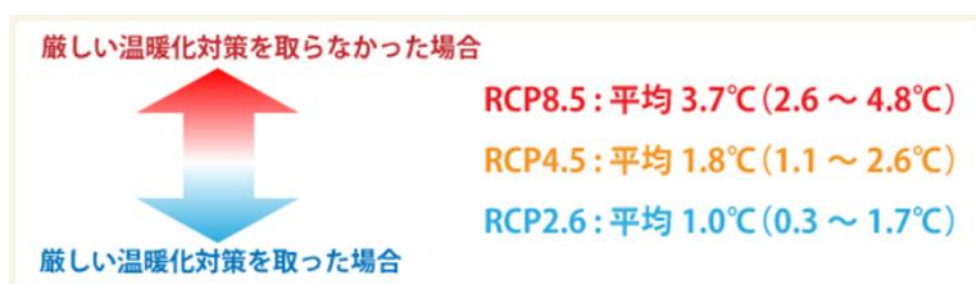 厳しい温暖化対策を取らなかった場合
RCP8.5 : 平均 3.7℃(2.6 ～ 4.8℃)
RCP4.5 : 平均 1.8℃(1.1 ～ 2.6℃)
RCP2.6 : 平均 1.0℃(0.3 ～ 1.7℃)
厳しい温暖化対策を取った場合